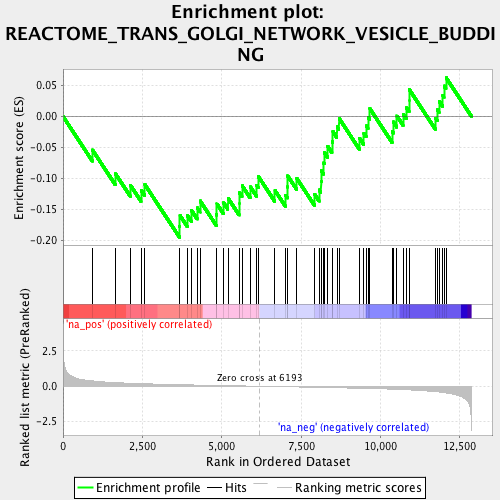 Enrichment plot:
REACTOME_TRANS_GOLGI_NETWORK_VESICLE_BUDDI
NG
Enrichment score (ES)
0.05
0.00
-0.05
-0.10
-0.15
-0.20
'na_pos' (positively correlated)
Ranked list metric (PreRanked)
2.5
0.0
-2.5
Zero cross at 6193
'na_neg' (negatively correlated)
0
2,500
5,000
7,500
10,000
12,500
Rank in Ordered Dataset
Enrichment profile
Hits
Ranking metric scores